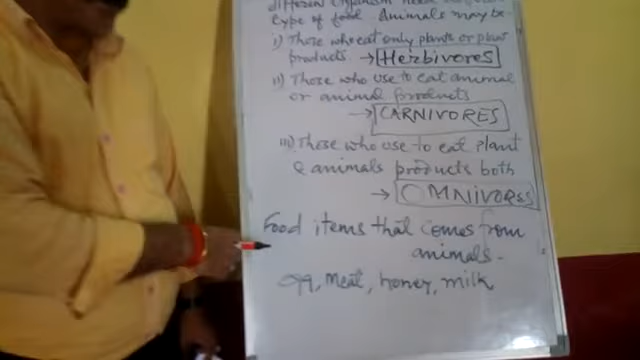 different organism need different
type of food. Animals may be-
i) Those who eat only plants or plant
products → Herbivores
ii) Those who use to eat animal
or animal products
→ CARNIVORES
iii) Those who use to eat plant
& animals products both
→ OMNIVORES
Food items that comes from
animals.
egg, Meat, honey, milk